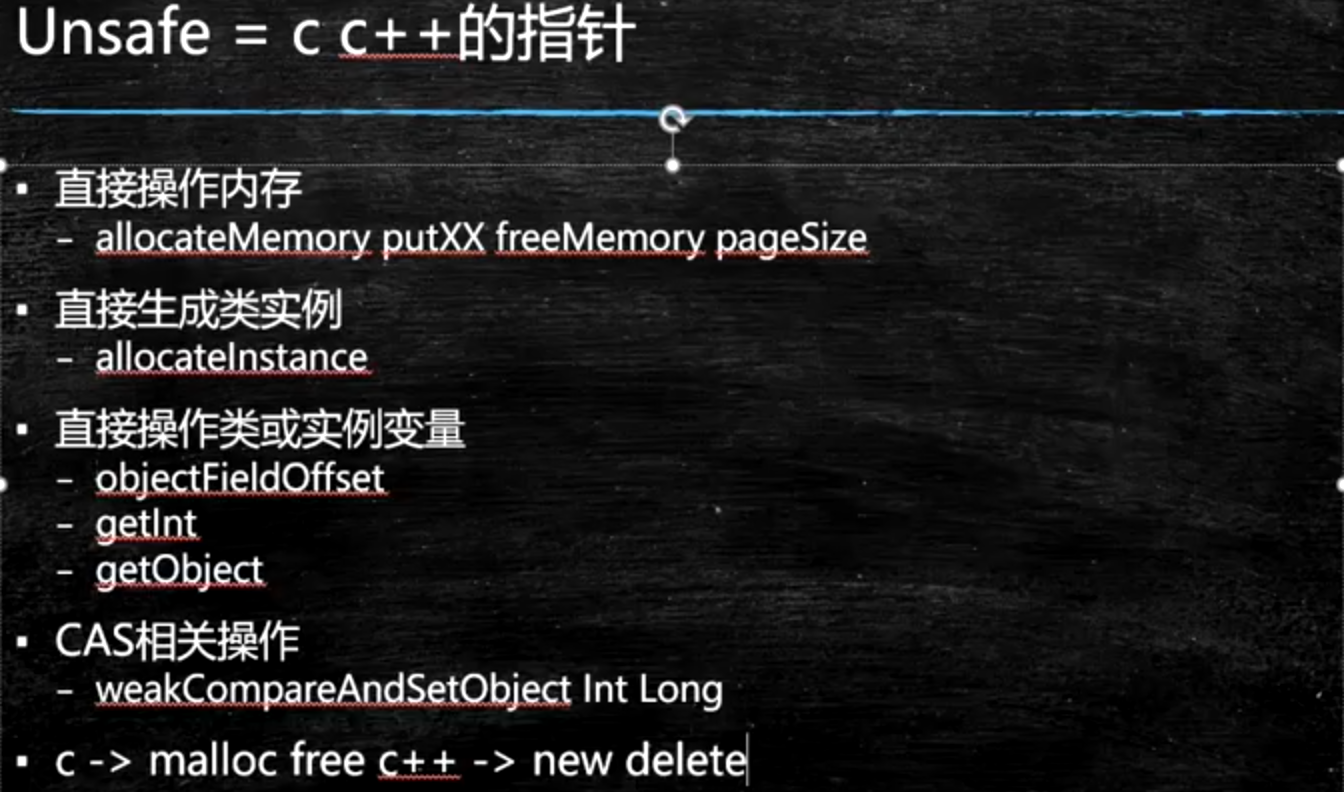 Unsafe = c c++的指针
▪ 直接操作内存
– allocateMemory putXX freeMemory pageSize
▪ 直接生成类实例
– allocateInstance
▪ 直接操作类或实例变量
– objectFieldOffset
– getInt
– getObject
▪ CAS相关操作
– weakCompareAndSetObject Int Long
▪ c -> malloc free c++ -> new delete